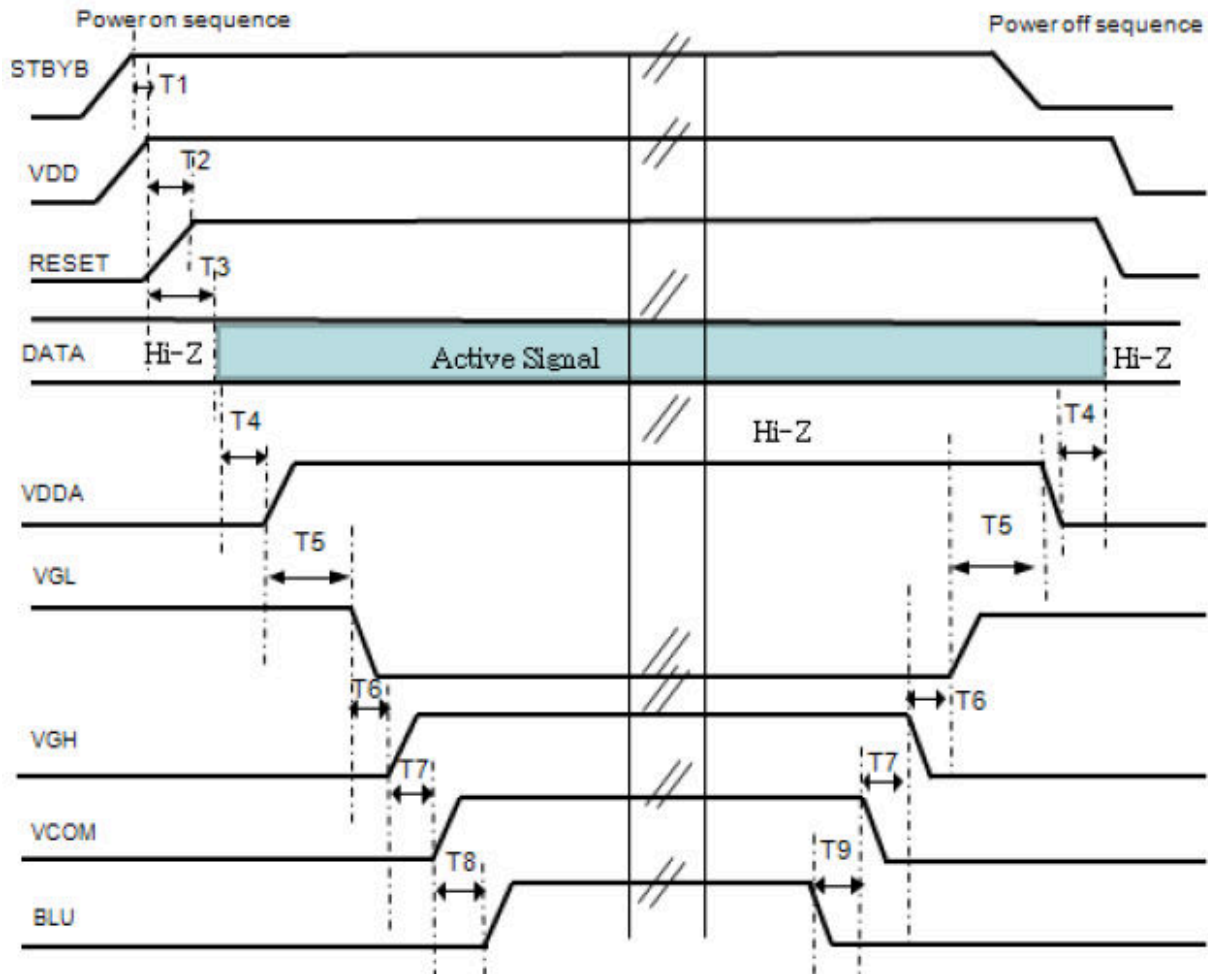 Power on sequence
Power off sequence
STBYB
T1
VDD
T2
RESET
T3
DATA
Hi-Z
Active Signal
Hi-Z
T4
Hi-Z
T4
VDDA
T5
T5
VGL
T6
T6
VGH
T7
T7
VCOM
T8
T9
BLU